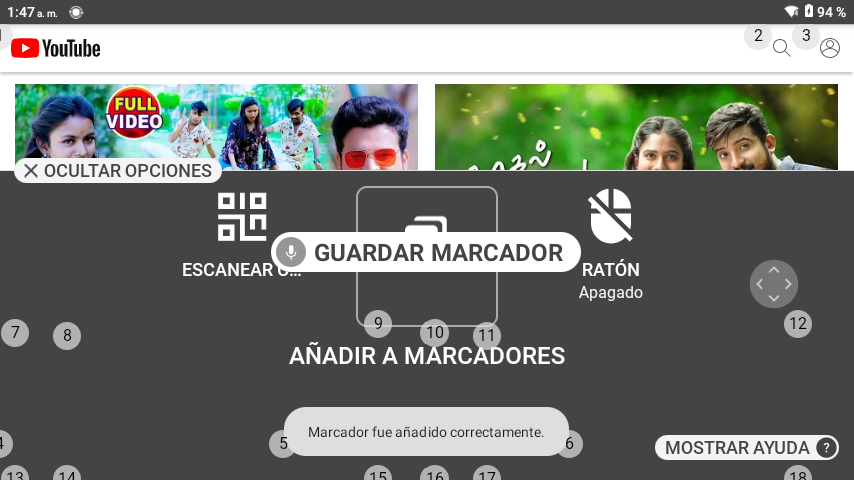 1:47 a. m.
94 %
2
3
YouTube
FULL
VIDEO
OCULTAR OPCIONES
GUARDAR MARCADOR
ESCANEAR
RATÓN
Apagado
7
8
9
10
11
12
AÑADIR A MARCADORES
4
5
Marcador fue añadido correctamente.
6
MOSTRAR AYUDA ?
13
14
15
16
17
18